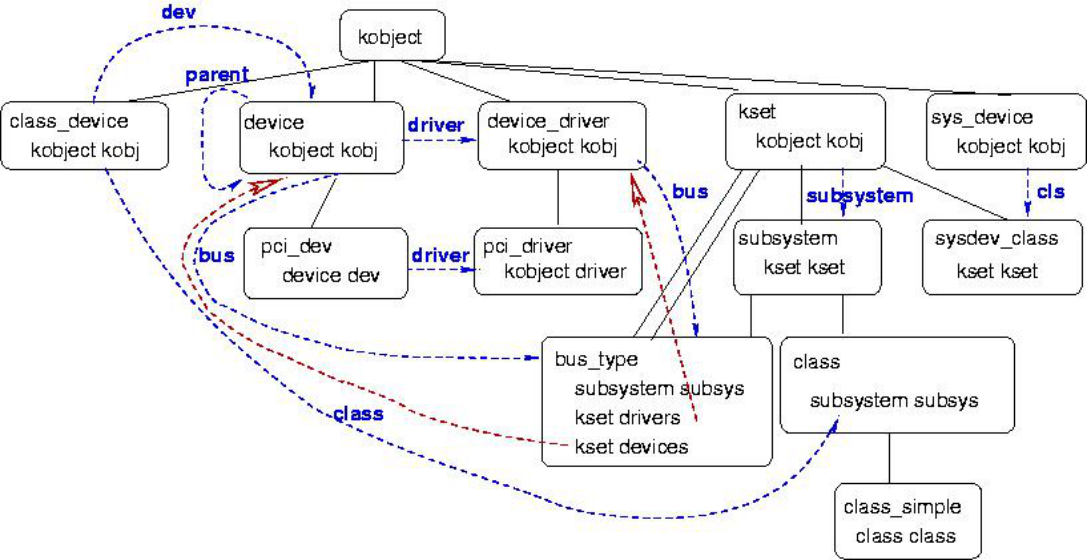 dev
kobject
parent
class_device
kobject kobj
device
kobject kobj
driver
device_driver
kobject kobj
kset
kobject kobj
sys_device
kobject kobj
bus
subsystem
cls
bus
pci_dev
device dev
driver
pci_driver
kobject driver
subsystem
kset kset
sysdev_class
kset kset
bus_type
subsystem subsys
kset drivers
kset devices
class
subsystem subsys
class
class_simple
class class